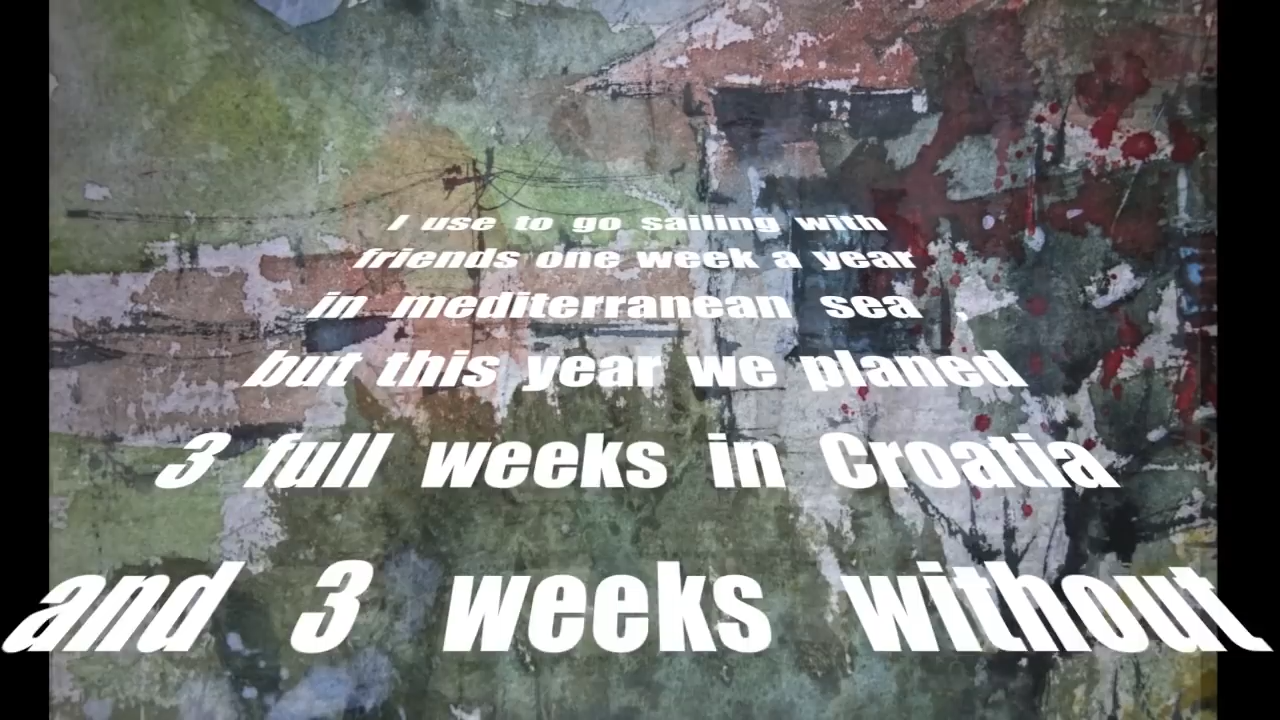 I use to go sailing with
friends one week a year
in mediterranean sea .
but this year we planed
3 full weeks in Croatia
and 3 weeks without